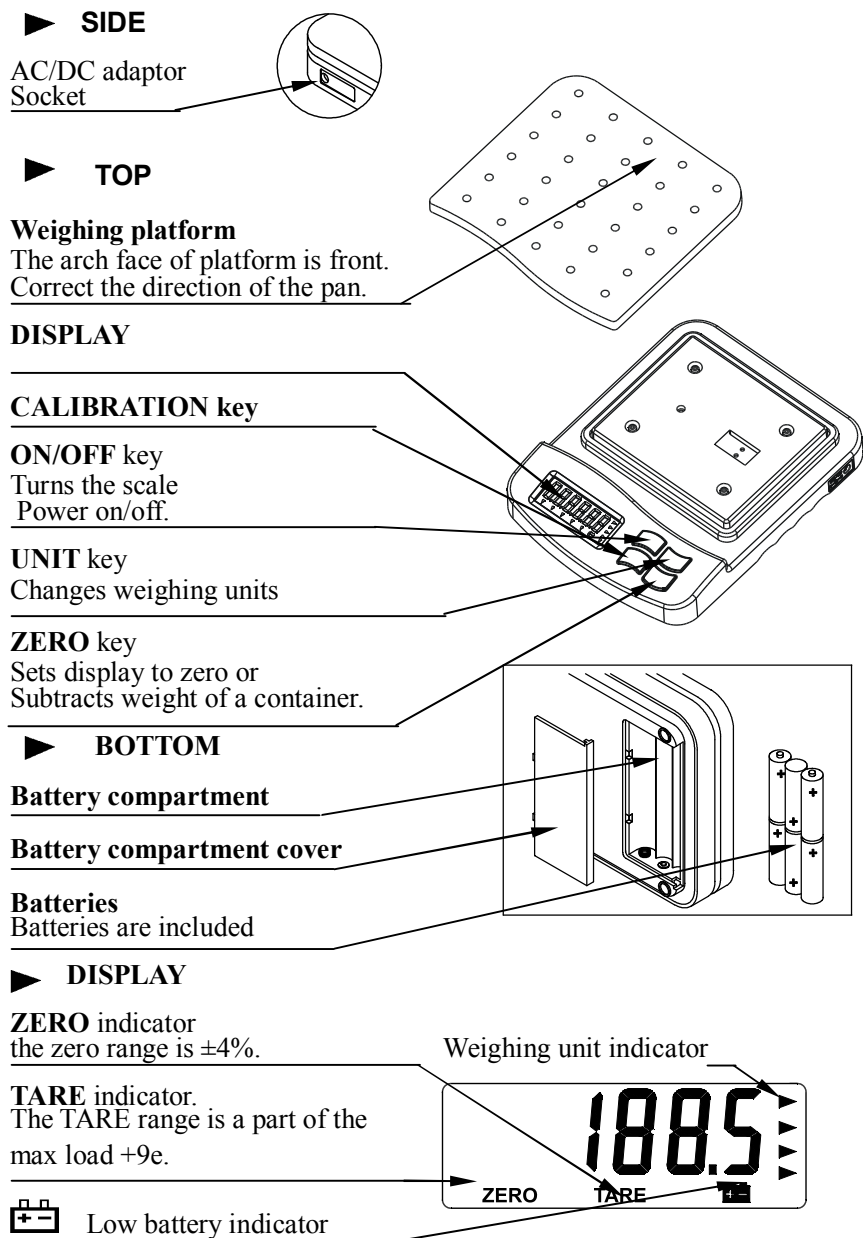 ► SIDE
AC/DC adaptor
Socket
► TOP
Weighing platform
The arch face of platform is front.
Correct the direction of the pan.
DISPLAY
CALIBRATION key
ON/OFF key
Turns the scale
Power on/off.
UNIT key
Changes weighing units
ZERO key
Sets display to zero or
Subtracts weight of a container.
► BOTTOM
Battery compartment
Battery compartment cover
Batteries
Batteries are included
► DISPLAY
ZERO indicator
the zero range is ±4%.
Weighing unit indicator
TARE indicator.
The TARE range is a part of the
max load +9e.
188.5
ZERO TARE
Low battery indicator